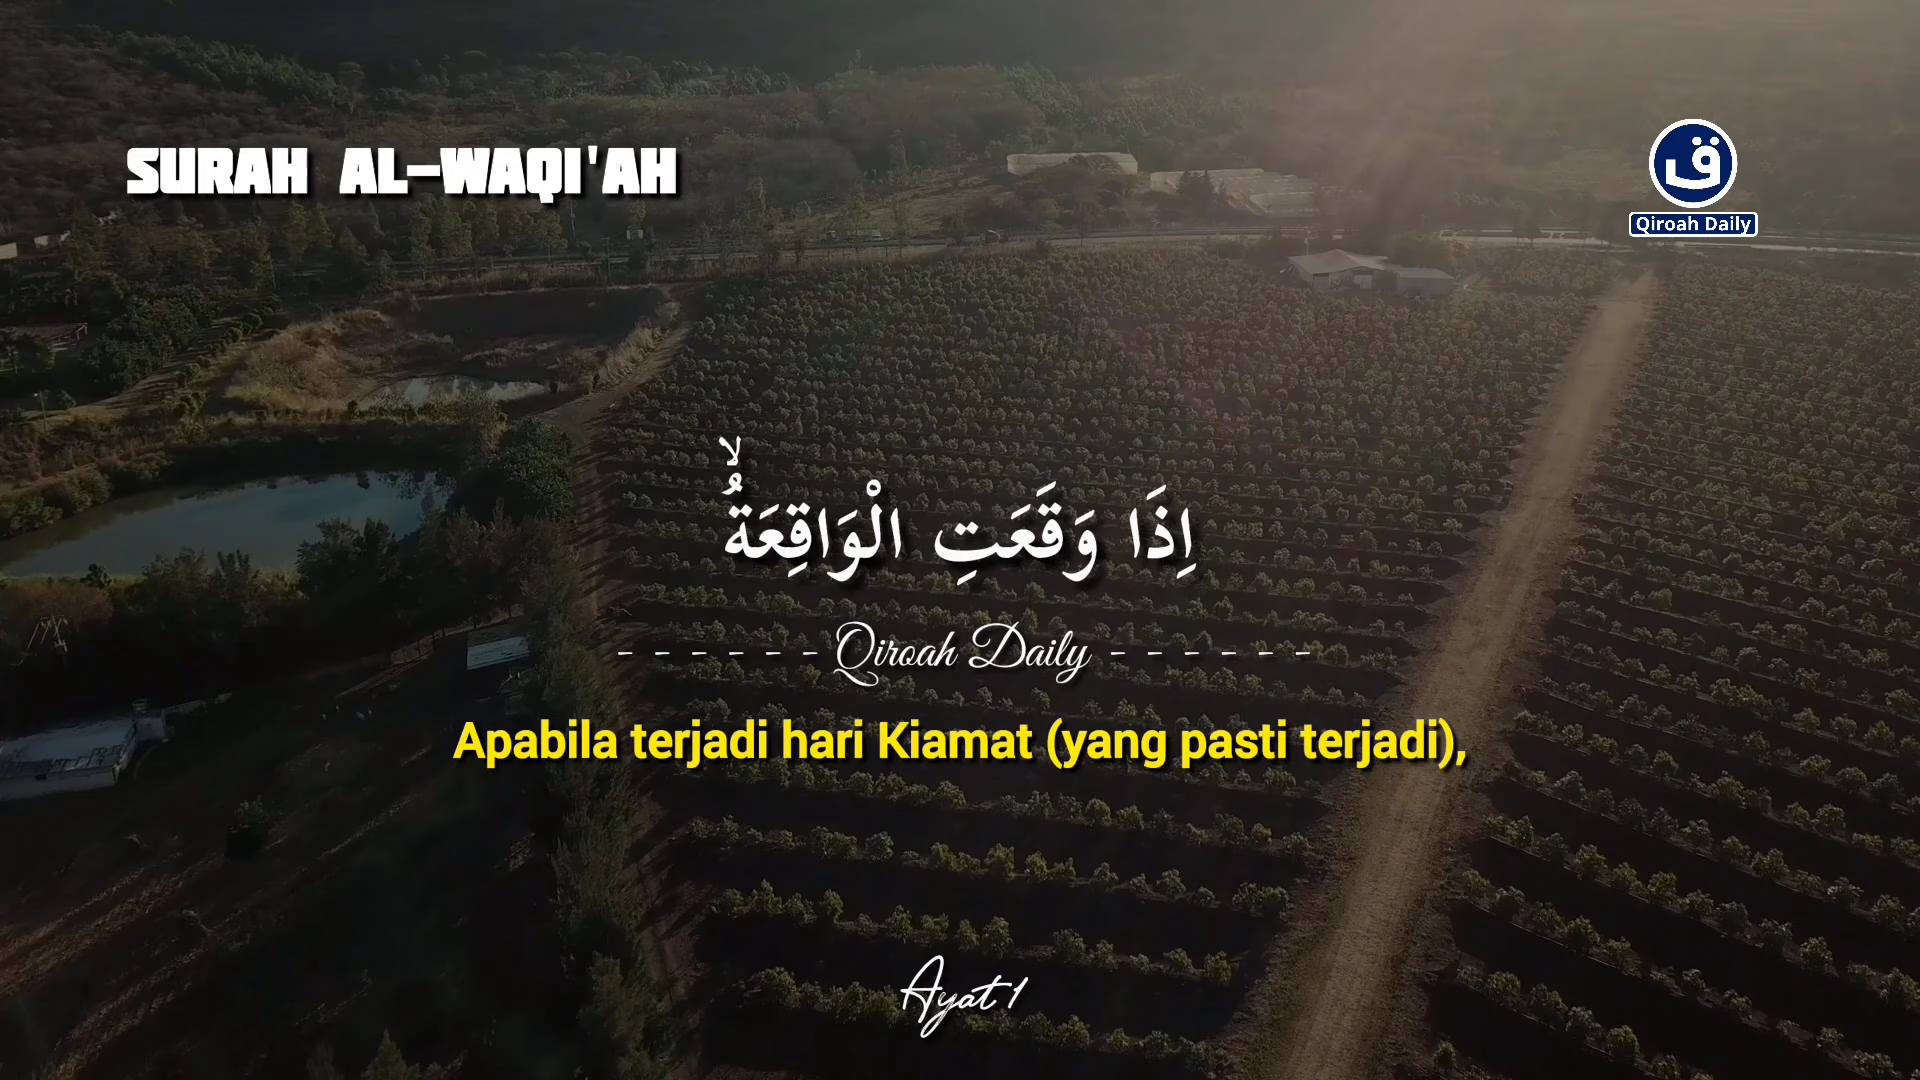 SURAH AL-WAQI'AH
ق
Qiroah Daily
اِذَا وَقَعَتِ الْوَاقِعَةُۙ
- - - - - - Qiroah Daily - - - - - -
Apabila terjadi hari Kiamat (yang pasti terjadi),
Ayat 1